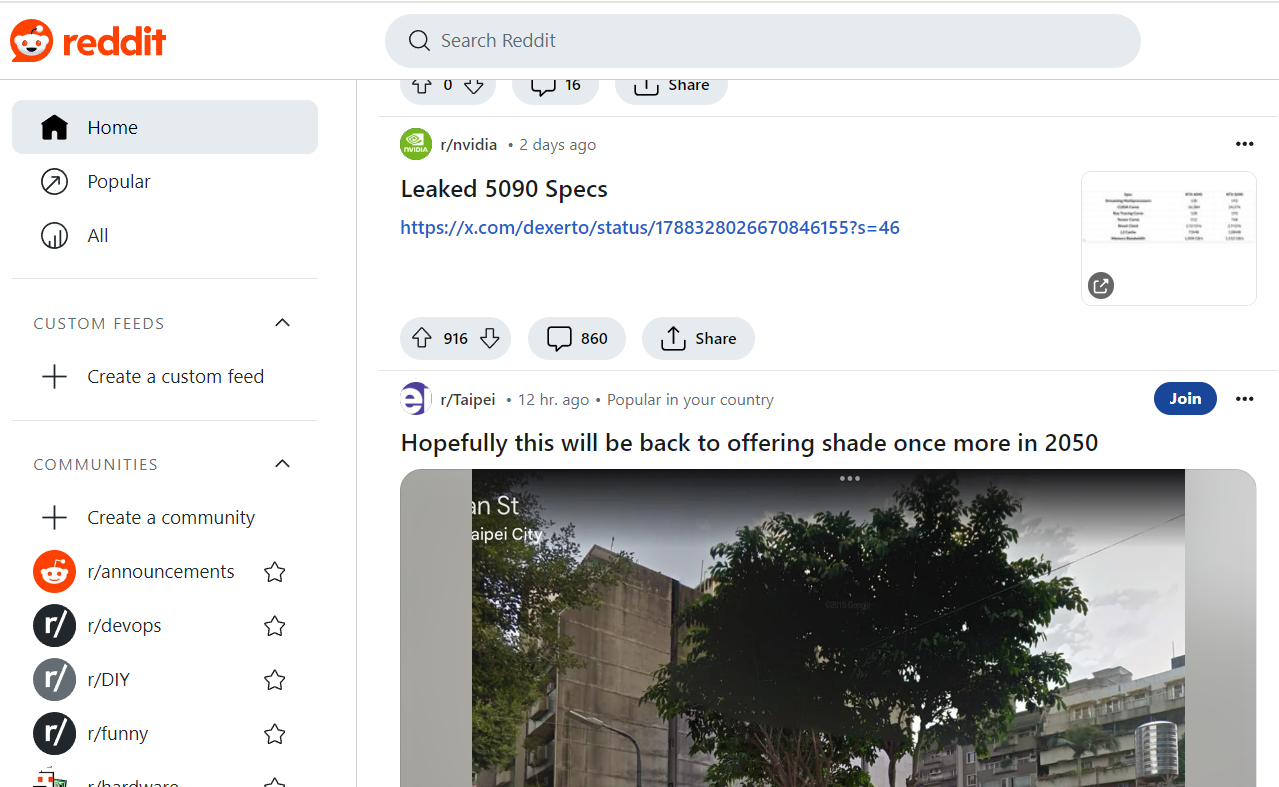 reddit
Search Reddit
Home
Popular
All
CUSTOM FEEDS
Create a custom feed
COMMUNITIES
Create a community
r/announcements
r/devops
r/DIY
r/funny
r/hardware
0 16 Share
r/nvidia • 2 days ago
Leaked 5090 Specs
https://x.com/dexerto/status/1788328026670846155?s=46
916 860 Share
r/Taipei • 12 hr. ago • Popular in your country
Join
Hopefully this will be back to offering shade once more in 2050
an St
aipei City